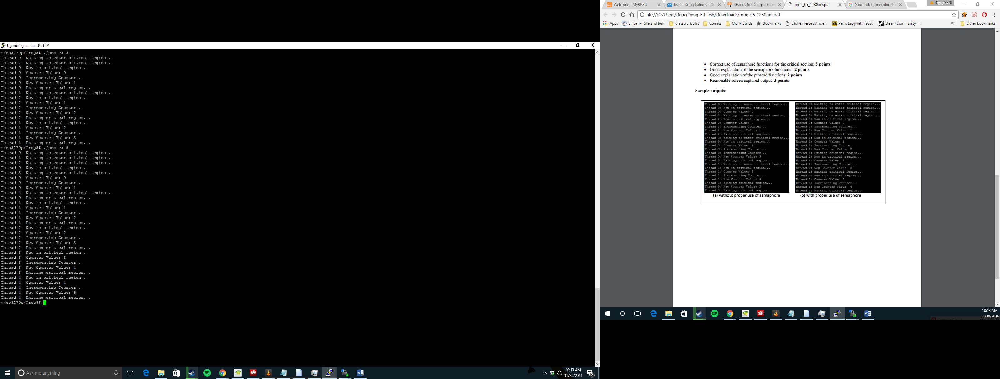 bgunix.bgsu.edu - PuTTY
~/cs3270p/Prog5$ ./sem-ex 3
Thread 0: Waiting to enter critical region...
Thread 2: Waiting to enter critical region...
Thread 0: Now in critical region...
Thread 0: Counter Value: 0
Thread 0: Incrementing Counter...
Thread 0: New Counter Value: 1
Thread 0: Exiting critical region...
Thread 1: Waiting to enter critical region...
Thread 2: Now in critical region...
Thread 2: Counter Value: 1
Thread 2: Incrementing Counter...
Thread 2: New Counter Value: 2
Thread 2: Exiting critical region...
Thread 1: Now in critical region...
Thread 1: Counter Value: 2
Thread 1: Incrementing Counter...
Thread 1: New Counter Value: 3
Thread 1: Exiting critical region...
~/cs3270p/Prog5$ ./sem-ex 5
Thread 0: Waiting to enter critical region...
Thread 1: Waiting to enter critical region...
Thread 2: Waiting to enter critical region...
Thread 0: Now in critical region...
Thread 3: Waiting to enter critical region...
Thread 0: Counter Value: 0
Thread 0: Incrementing Counter...
Thread 0: New Counter Value: 1
Thread 4: Waiting to enter critical region...
Thread 0: Exiting critical region...
Thread 1: Now in critical region...
Thread 1: Counter Value: 1
Thread 1: Incrementing Counter...
Thread 1: New Counter Value: 2
Thread 1: Exiting critical region...
Thread 2: Now in critical region...
Thread 2: Counter Value: 2
Thread 2: Incrementing Counter...
Thread 2: New Counter Value: 3
Thread 2: Exiting critical region...
Thread 3: Now in critical region...
Thread 3: Counter Value: 3
Thread 3: Incrementing Counter...
Thread 3: New Counter Value: 4
Thread 3: Exiting critical region...
Thread 4: Now in critical region...
Thread 4: Counter Value: 4
Thread 4: Incrementing Counter...
Thread 4: New Counter Value: 5
Thread 4: Exiting critical region...
~/cs3270p/Prog5$
Ask me anything
10:13 AM
11/30/2016
2
Welcome - MyBGSU
Mail - Doug Calmes - Ou
Grades for Douglas Calm
prog_05_1230pm.pdf
Your task is to explore h
Douglas G
file:///C:/Users/Doug.Doug-E-Fresh/Downloads/prog_05_1230pm.pdf
Apps Sniper - Rifle and Refo Classwork Shit Comics Monk Builds Bookmarks ClickerHeroes Ancient Pan's Labyrinth (2006) Steam Community :: G » Other bookmarks
• Correct use of semaphore functions for the critical section: 5 points
• Good explanation of the semaphore functions: 2 points
• Good explanation of the pthread functions: 2 points
• Reasonable screen captured output: 3 points
Sample outputs:
Thread 0: Waiting to enter critical region...
Thread 0: Now in critical region...
Thread 0: Counter Value: 0
Thread 2: Waiting to enter critical region...
Thread 2: Now in critical region...
Thread 2: Counter Value: 0
Thread 2: Incrementing Counter...
Thread 2: New Counter Value: 1
Thread 2: Exiting critical region...
Thread 3: Waiting to enter critical region...
Thread 3: Now in critical region...
Thread 3: Counter Value: 1
Thread 3: Incrementing Counter...
Thread 0: Incrementing Counter...
Thread 0: New Counter Value: 3
Thread 0: Exiting critical region...
Thread 1: Waiting to enter critical region...
Thread 1: Now in critical region...
Thread 1: Counter Value: 3
Thread 1: Incrementing Counter...
Thread 1: New Counter Value: 4
Thread 1: Exiting critical region...
Thread 3: New Counter Value: 2
Thread 3: Exiting critical region...
(a) without proper use of semaphore
Thread 0: Waiting to enter critical region...
Thread 1: Waiting to enter critical region...
Thread 2: Waiting to enter critical region...
Thread 3: Waiting to enter critical region...
Thread 0: Now in critical region...
Thread 0: Counter Value: 0
Thread 0: Incrementing Counter...
Thread 0: New Counter Value: 1
Thread 0: Exiting critical region...
Thread 1: Now in critical region...
Thread 1: Counter Value: 1
Thread 1: Incrementing Counter...
Thread 1: New Counter Value: 2
Thread 1: Exiting critical region...
Thread 2: Now in critical region...
Thread 2: Counter Value: 2
Thread 2: Incrementing Counter...
Thread 2: New Counter Value: 3
Thread 2: Exiting critical region...
Thread 3: Now in critical region...
Thread 3: Counter Value: 3
Thread 3: Incrementing Counter...
Thread 3: New Counter Value: 4
Thread 3: Exiting critical region...
(b) with proper use of semaphore
10:13 AM
11/30/2016